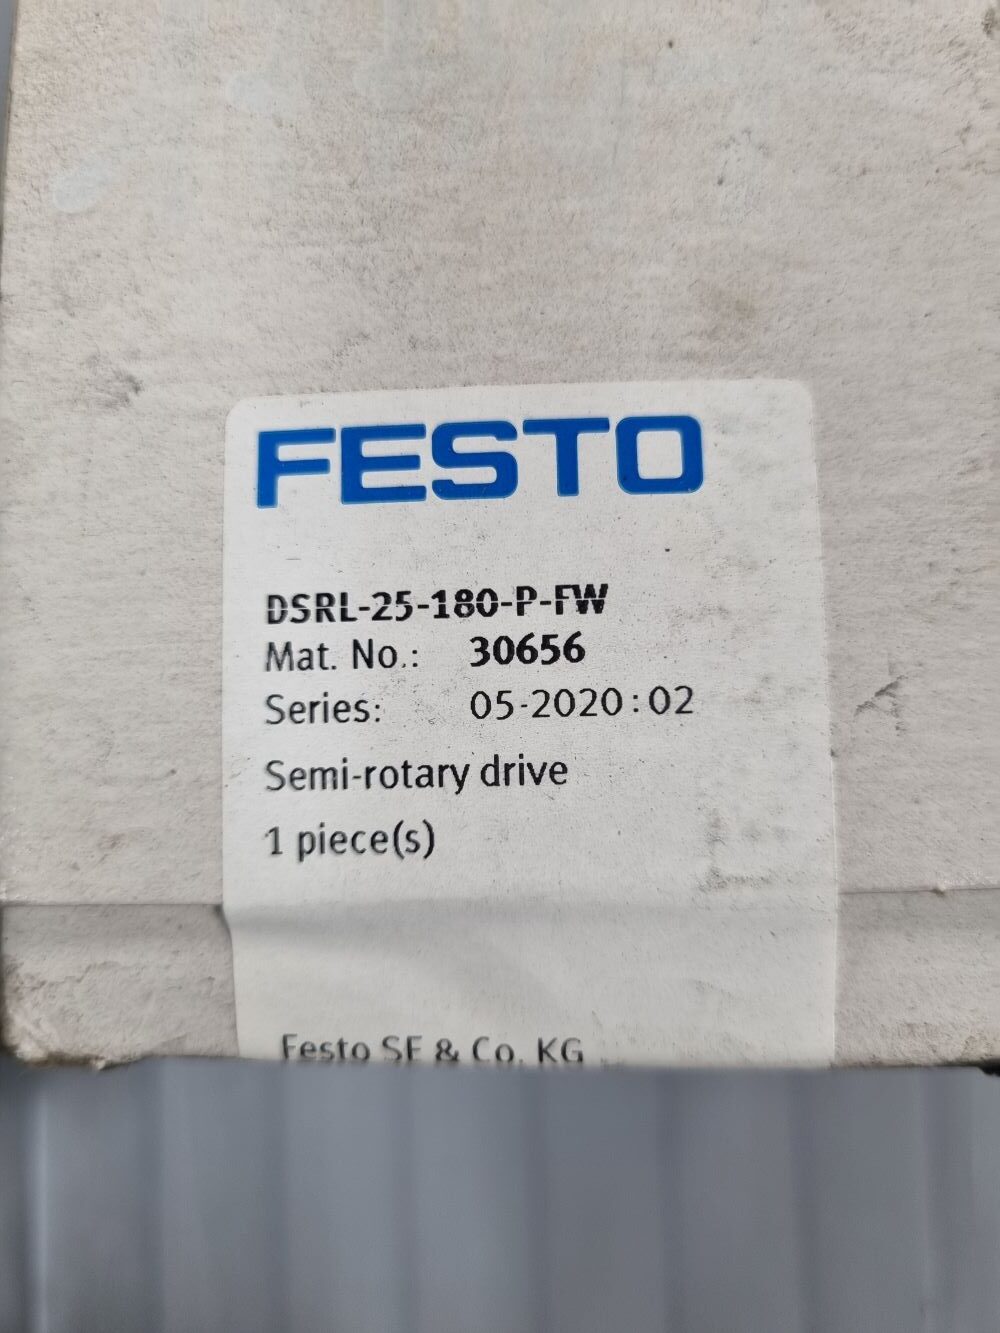 FESTO
DSRL-25-180-P-FW
Mat. No.: 30656
Series: 05-2020:02
Semi-rotary drive
1 piece(s)
Festo SE & Co. KG